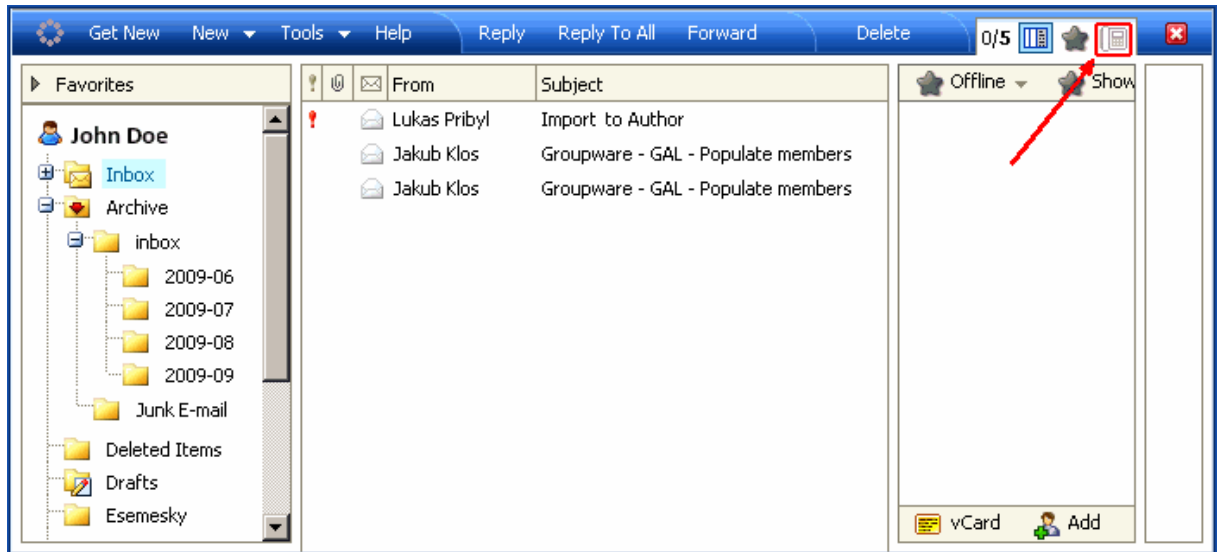 Get New New Tools Help Reply Reply To All Forward Delete 0/5
Favorites
John Doe
Inbox
Archive
inbox
2009-06
2009-07
2009-08
2009-09
Junk E-mail
Deleted Items
Drafts
Esemesky
From Subject
Lukas Pribyl Import to Author
Jakub Klos Groupware - GAL - Populate members
Jakub Klos Groupware - GAL - Populate members
Offline Show
vCard Add